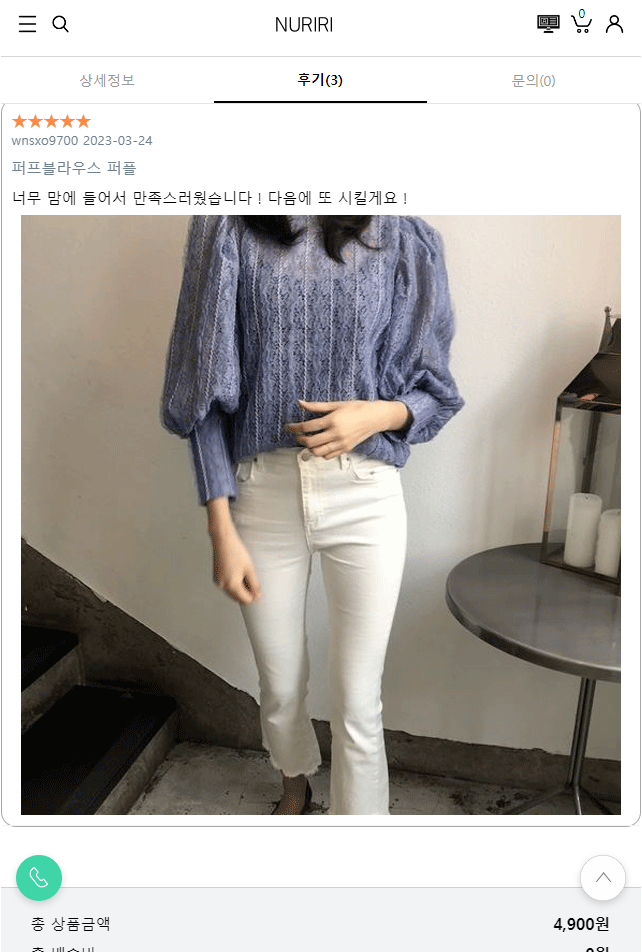 NURIRI
0
상세정보
후기(3)
문의(0)
★★★★★
wnsxo9700 2023-03-24
퍼프블라우스 퍼플
너무 맘에 들어서 만족스러웠습니다 ! 다음에 또 시킬게요 !
총 상품금액
4,900원